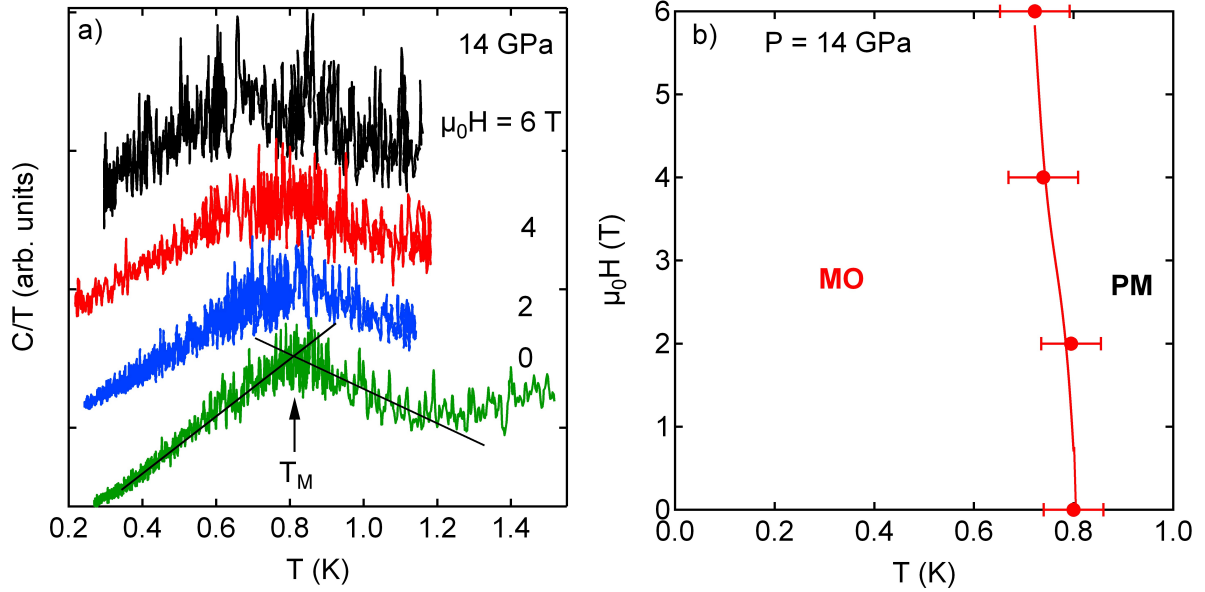 a)
14 GPa
μ₀H = 6 T
4
2
0
C/T (arb. units)
T_M
0.2 0.4 0.6 0.8 1.0 1.2 1.4
T (K)
b)
P = 14 GPa
6
5
4
3
2
1
0
μ₀H (T)
MO
PM
0.0 0.2 0.4 0.6 0.8 1.0
T (K)